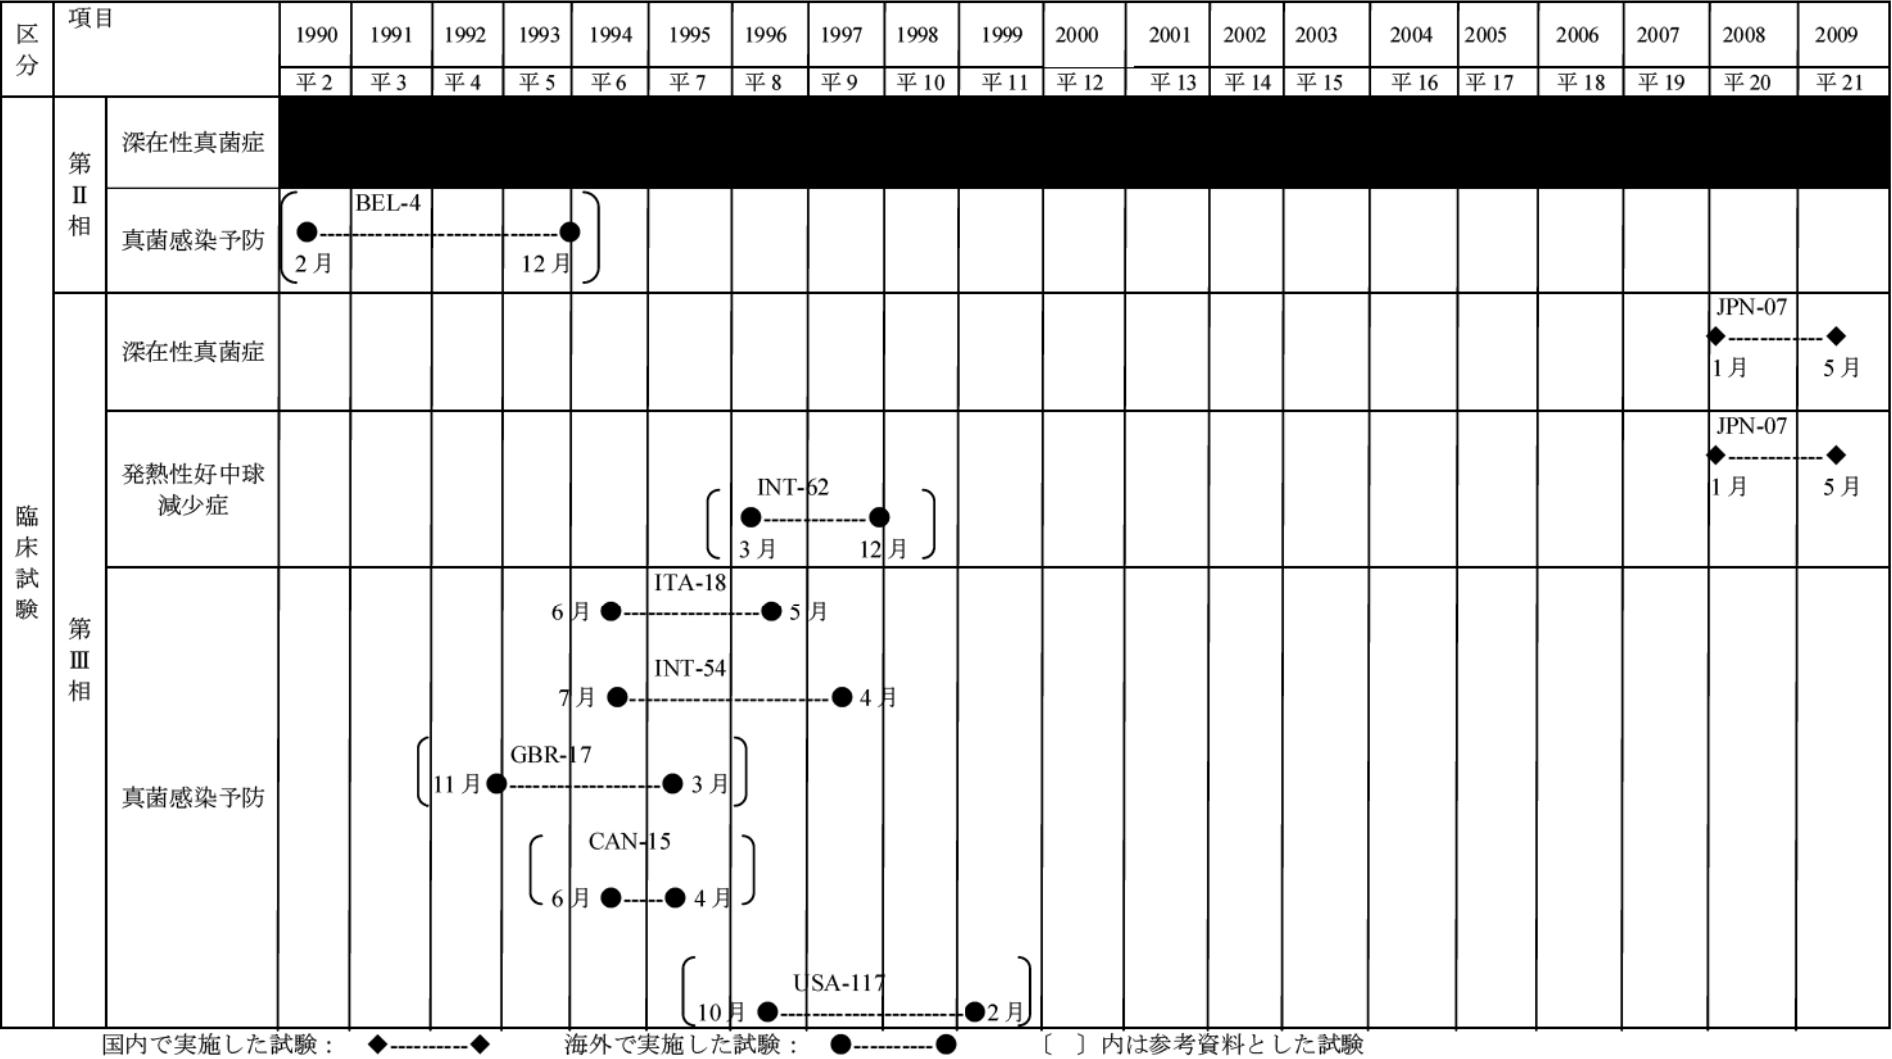 区分
項目
1990 1991 1992 1993 1994 1995 1996 1997 1998 1999 2000 2001 2002 2003 2004 2005 2006 2007 2008 2009
平2 平3 平4 平5 平6 平7 平8 平9 平10 平11 平12 平13 平14 平15 平16 平17 平18 平19 平20 平21
臨床試験
第Ⅱ相
深在性真菌症
真菌感染予防
BEL-4
2月 12月
第Ⅲ相
深在性真菌症
JPN-07
1月 5月
発熱性好中球
減少症
JPN-07
1月 5月
INT-62
3月 12月
真菌感染予防
ITA-18
6月 5月
INT-54
7月 4月
GBR-17
11月 3月
CAN-15
6月 4月
USA-117
10月 2月
国内で実施した試験： ◆---------◆ 海外で実施した試験： ●---------● 〔 〕内は参考資料とした試験